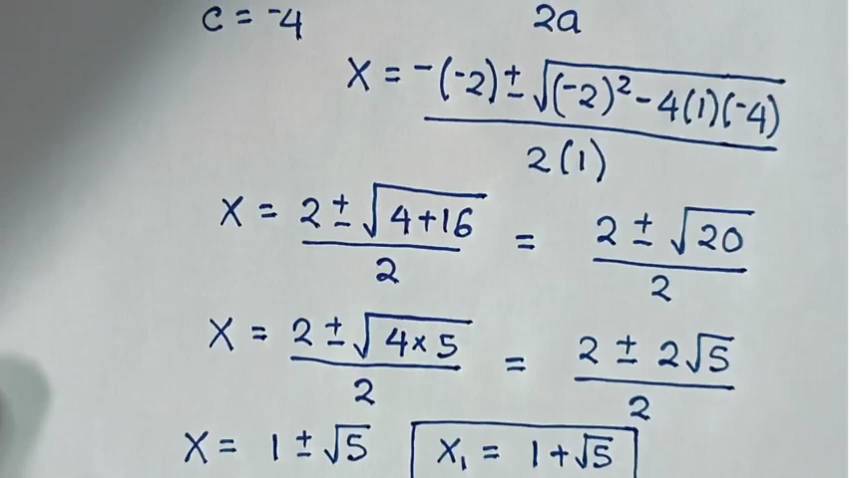 c = -4 2a
X = -(-2) ± √(-2)² - 4(1)(-4)
2(1)
X = 2 ± √4+16 = 2 ± √20
2 2
X = 2 ± √4×5 = 2 ± 2√5
2 2
X = 1 ± √5 X₁ = 1+√5